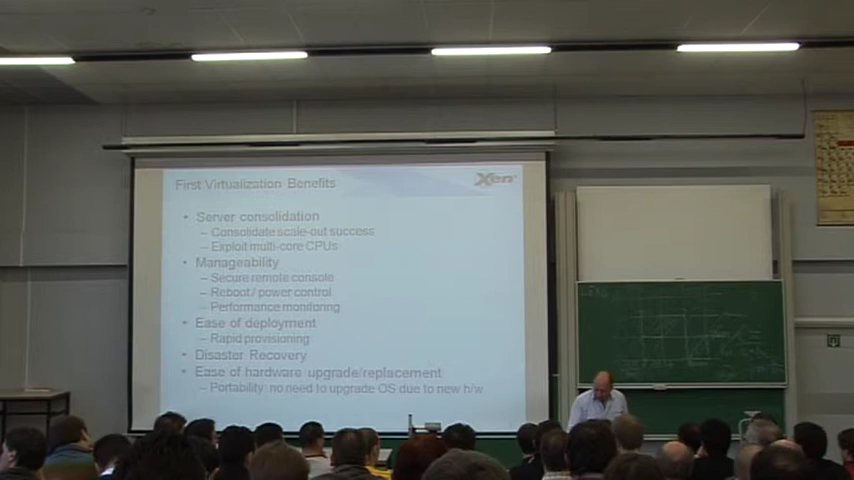 First Virtualization Benefits
Xen
• Server consolidation
– Consolidate scale-out success
– Exploit multi-core CPUs
• Manageability
– Secure remote console
– Reboot / power control
– Performance monitoring
• Ease of deployment
– Rapid provisioning
• Disaster Recovery
• Ease of hardware upgrade/replacement
– Portability: no need to upgrade OS due to new h/w